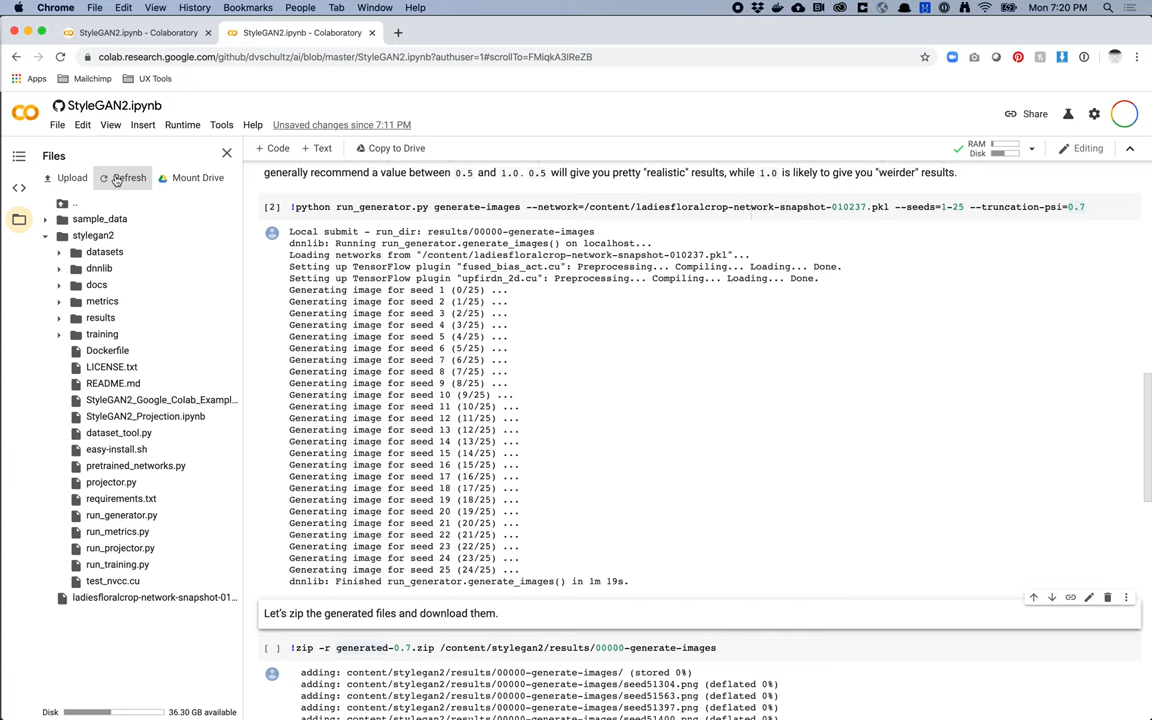 Chrome File Edit View History Bookmarks People Tab Window Help Mon 7:20 PM
StyleGAN2 - Colaboratory StyleGAN2 - Colaboratory
colab.research.google.com/github/dvschultz/ai/blob/master/StyleGAN2.ipynb?authuser=1#scrollTo=FMiqkA3lReZB
Apps Mailchimp UX Tools
StyleGAN2.ipynb
Share
File Edit View Insert Runtime Tools Help Unsaved changes since 7:11 PM
Files
+ Code + Text Copy to Drive
RAM
Disk
Editing
Upload Refresh Mount Drive
..
sample_data
stylegan2
datasets
dnnlib
docs
metrics
results
training
Dockerfile
LICENSE.txt
README.md
StyleGAN2_Google_Colab_Exampl...
StyleGAN2_Projection.ipynb
dataset_tool.py
easy-install.sh
pretrained_networks.py
projector.py
requirements.txt
run_generator.py
run_metrics.py
run_projector.py
run_training.py
test_nvcc.cu
ladiesfloralcrop-network-snapshot-01...
Disk 36.30 GB available
generally recommend a value between 0.5 and 1.0. 0.5 will give you pretty "realistic" results, while 1.0 is likely to give you "weirder" results.
[2] !python run_generator.py generate-images --network=/content/ladiesfloralcrop-network-snapshot-010237.pkl --seeds=1-25 --truncation-psi=0.7
Local submit - run_dir: results/00000-generate-images
dnnlib: Running run_generator.generate_images() on localhost...
Loading networks from "/content/ladiesfloralcrop-network-snapshot-010237.pkl"...
Setting up TensorFlow plugin "fused_bias_act.cu": Preprocessing... Compiling... Loading... Done.
Setting up TensorFlow plugin "upfirdn_2d.cu": Preprocessing... Compiling... Loading... Done.
Generating image for seed 1 (0/25) ...
Generating image for seed 2 (1/25) ...
Generating image for seed 3 (2/25) ...
Generating image for seed 4 (3/25) ...
Generating image for seed 5 (4/25) ...
Generating image for seed 6 (5/25) ...
Generating image for seed 7 (6/25) ...
Generating image for seed 8 (7/25) ...
Generating image for seed 9 (8/25) ...
Generating image for seed 10 (9/25) ...
Generating image for seed 11 (10/25) ...
Generating image for seed 12 (11/25) ...
Generating image for seed 13 (12/25) ...
Generating image for seed 14 (13/25) ...
Generating image for seed 15 (14/25) ...
Generating image for seed 16 (15/25) ...
Generating image for seed 17 (16/25) ...
Generating image for seed 18 (17/25) ...
Generating image for seed 19 (18/25) ...
Generating image for seed 20 (19/25) ...
Generating image for seed 21 (20/25) ...
Generating image for seed 22 (21/25) ...
Generating image for seed 23 (22/25) ...
Generating image for seed 24 (23/25) ...
Generating image for seed 25 (24/25) ...
dnnlib: Finished run_generator.generate_images() in 1m 19s.
Let's zip the generated files and download them.
[ ] !zip -r generated-0.7.zip /content/stylegan2/results/00000-generate-images
adding: content/stylegan2/results/00000-generate-images/ (stored 0%)
adding: content/stylegan2/results/00000-generate-images/seed51304.png (deflated 0%)
adding: content/stylegan2/results/00000-generate-images/seed51563.png (deflated 0%)
adding: content/stylegan2/results/00000-generate-images/seed51397.png (deflated 0%)
adding: content/stylegan2/results/00000-generate-images/seed51400.png (deflated 0%)